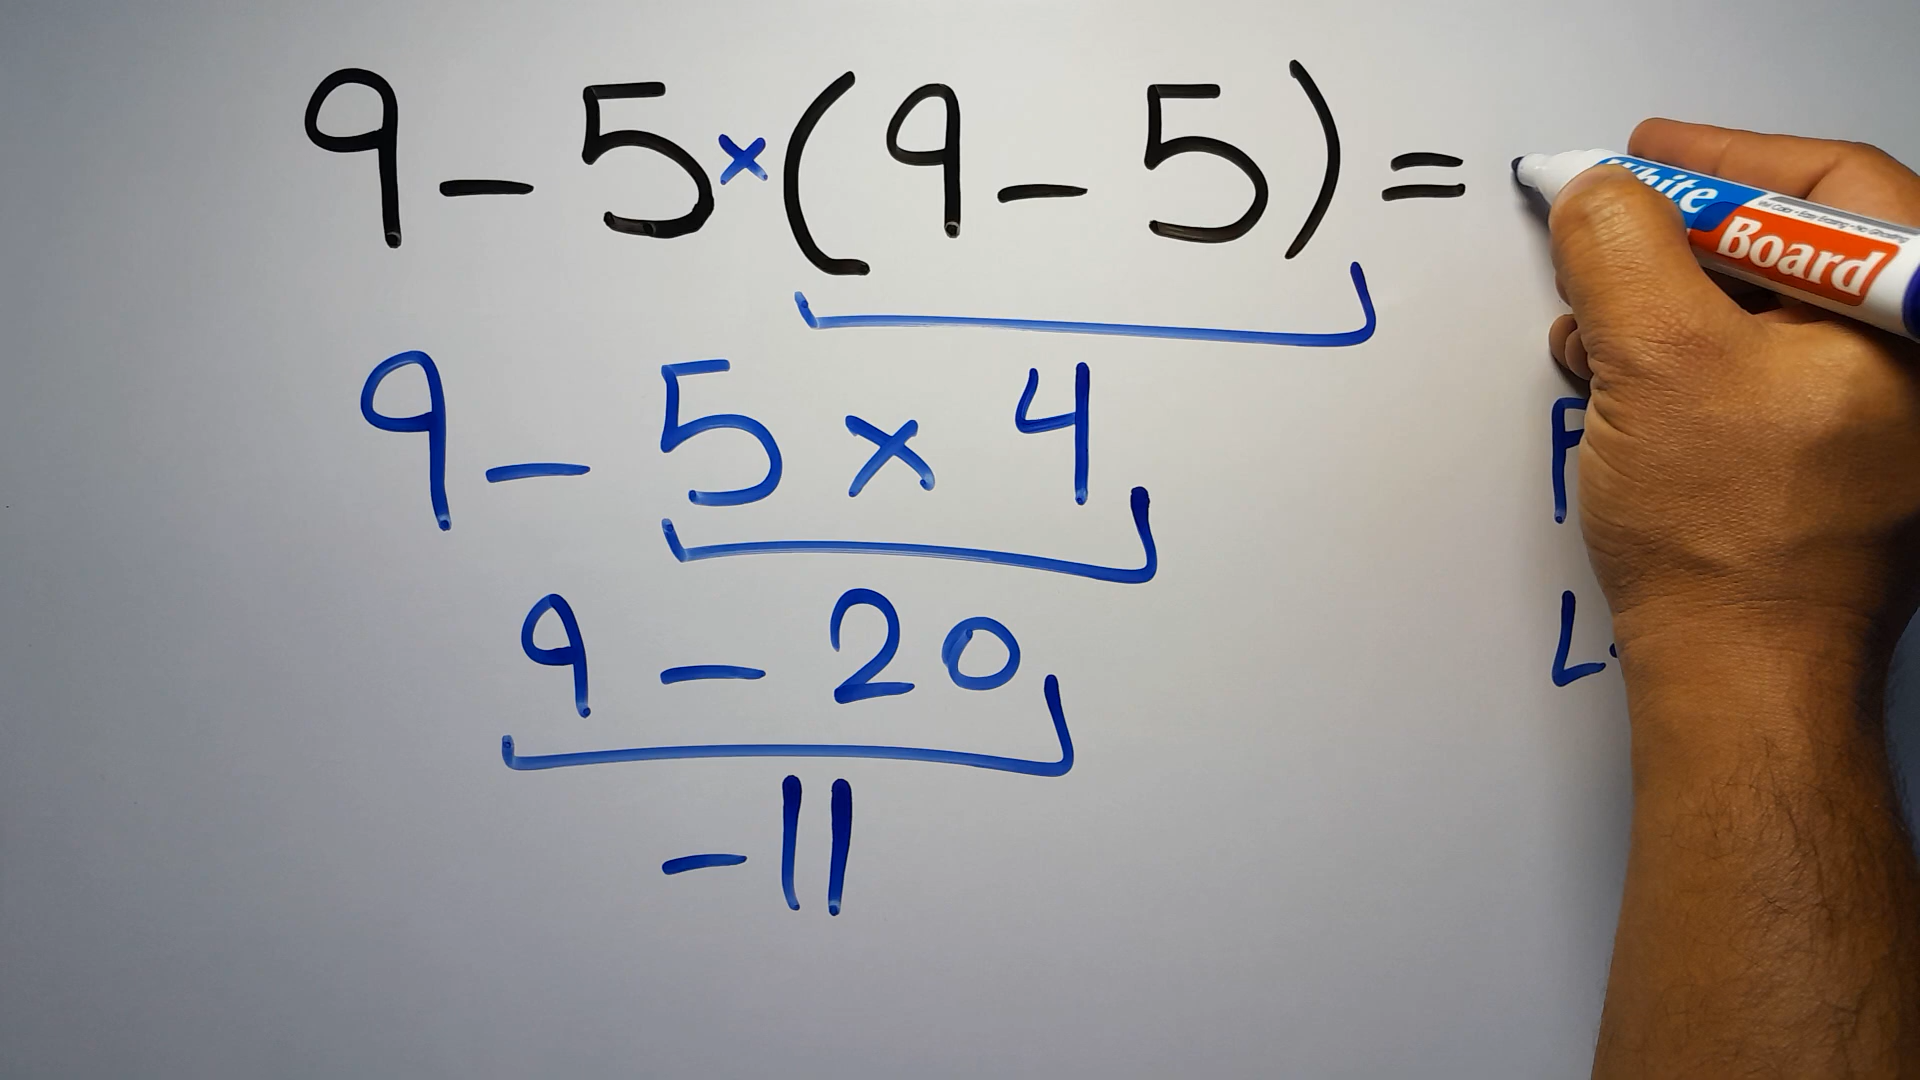 9 - 5 × (9 - 5) =
White
Board
9 - 5 × 4
9 - 20
-11